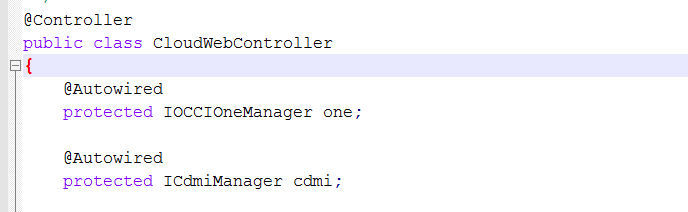 @Controller
public class CloudWebController
{
@Autowired
protected IOCCIOneManager one;
@Autowired
protected ICdmiManager cdmi;